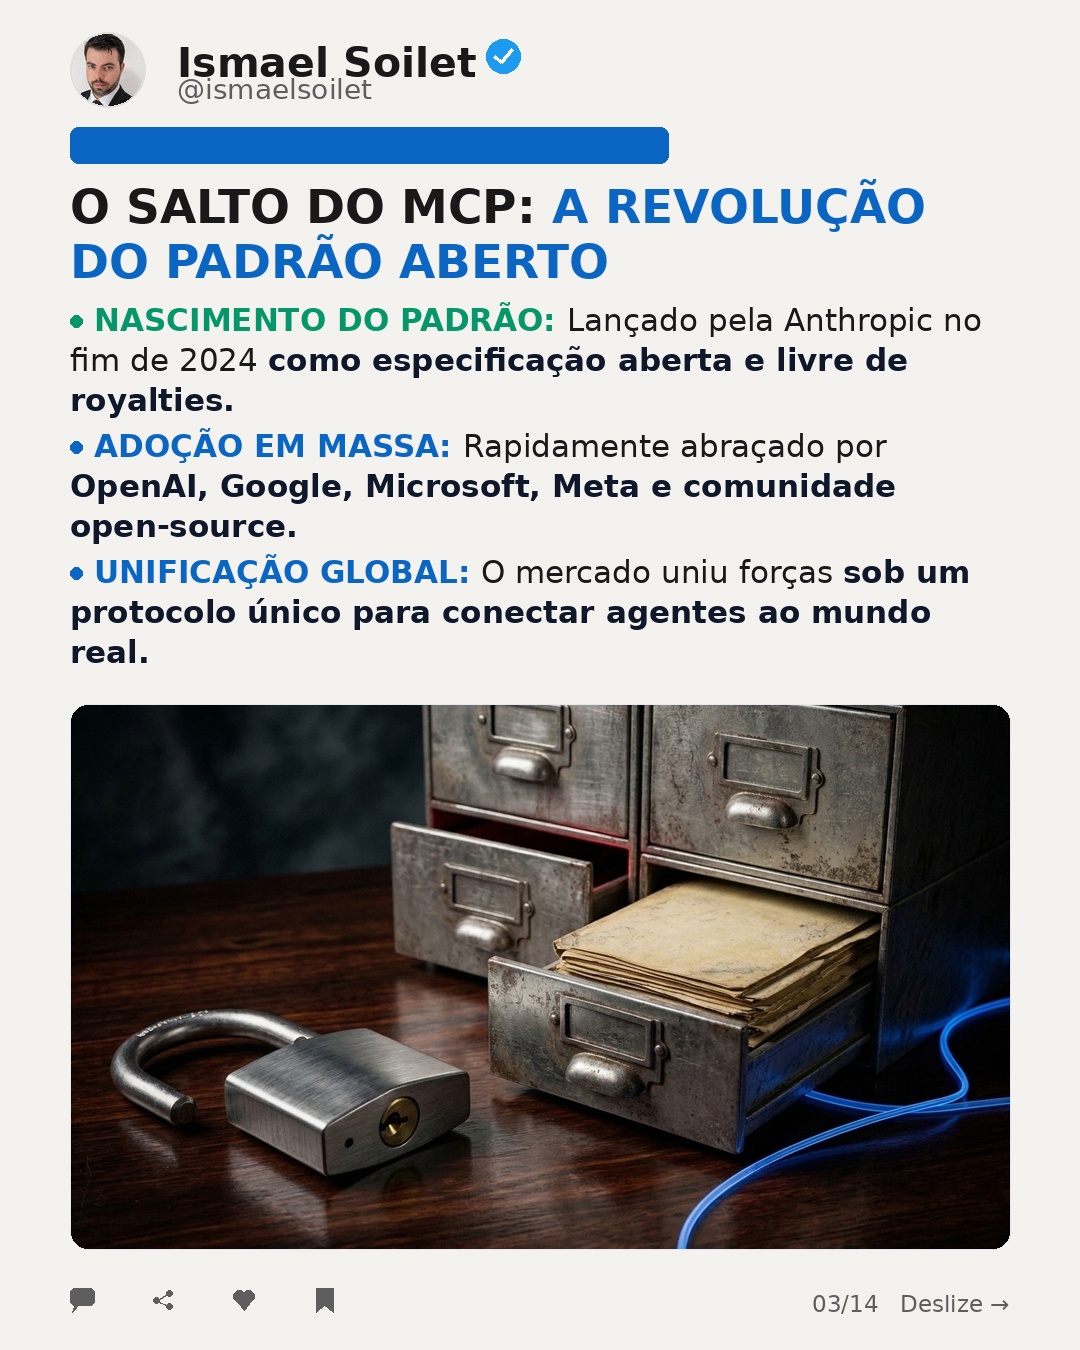 Ismael Soilet
@ismaelsoilet
O SALTO DO MCP: A REVOLUÇÃO
DO PADRÃO ABERTO
• NASCIMENTO DO PADRÃO: Lançado pela Anthropic no
fim de 2024 como especificação aberta e livre de
royalties.
• ADOÇÃO EM MASSA: Rapidamente abraçado por
OpenAI, Google, Microsoft, Meta e comunidade
open-source.
• UNIFICAÇÃO GLOBAL: O mercado uniu forças sob um
protocolo único para conectar agentes ao mundo
real.
03/14 Deslize →